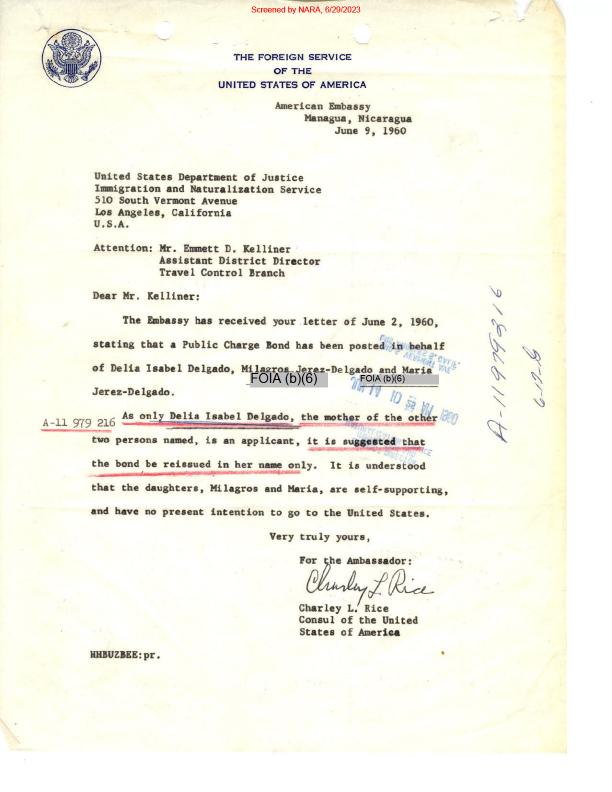 Screened by NARA, 6/29/2023
THE FOREIGN SERVICE
OF THE
UNITED STATES OF AMERICA
American Embassy
Managua, Nicaragua
June 9, 1960
United States Department of Justice
Immigration and Naturalization Service
510 South Vermont Avenue
Los Angeles, California
U.S.A.
Attention: Mr. Emmett D. Kelliner
Assistant District Director
Travel Control Branch
Dear Mr. Kelliner:
The Embassy has received your letter of June 2, 1960,
stating that a Public Charge Bond has been posted in behalf
of Delia Isabel Delgado, Milagros Jerez-Delgado and Maria
FOIA (b)(6) FOIA (b)(6)
Jerez-Delgado.
A-11 979 216 As only Delia Isabel Delgado, the mother of the other
two persons named, is an applicant, it is suggested that
the bond be reissued in her name only. It is understood
that the daughters, Milagros and Maria, are self-supporting,
and have no present intention to go to the United States.
Very truly yours,
For the Ambassador:
Charley L Rice
Charley L. Rice
Consul of the United
States of America
HHBUZBEE:pr.
A-11979216